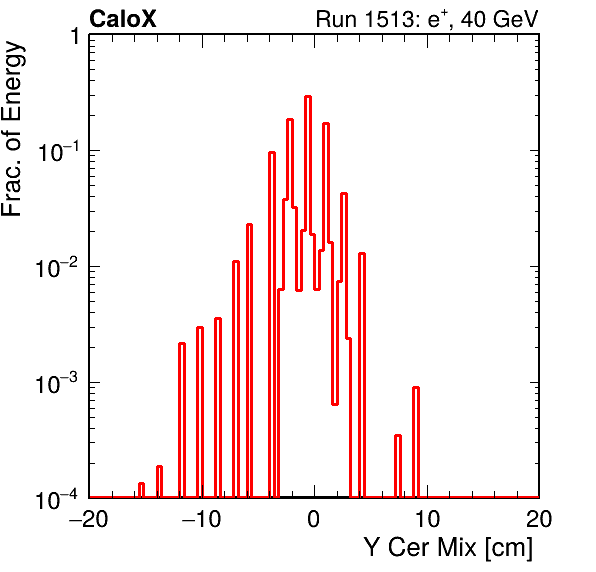 CaloX Run 1513: e⁺, 40 GeV
Frac. of Energy
1
10⁻¹
10⁻²
10⁻³
10⁻⁴
−20 −10 0 10 20
Y Cer Mix [cm]